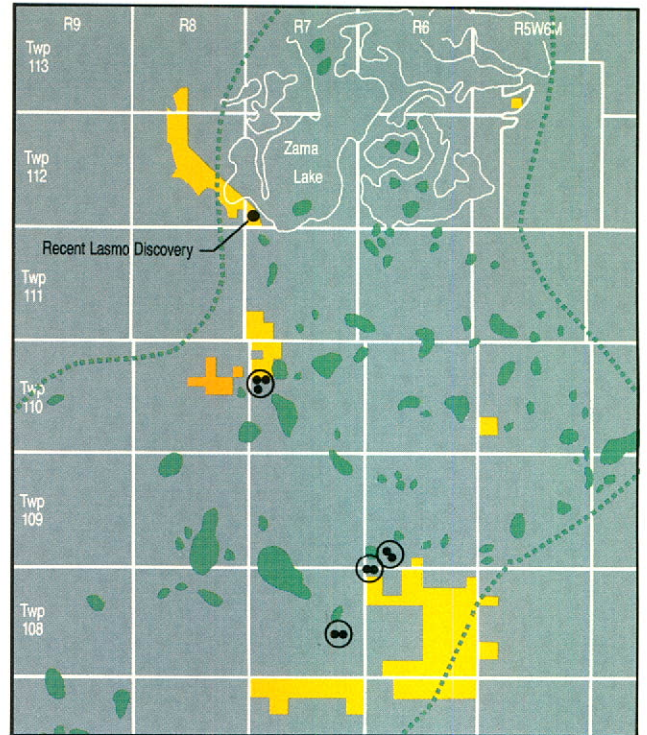 R9 R8 R7 R6 R5W6M
Twp
113
Zama
Lake
Twp
112
Recent Lasmo Discovery
Twp
111
Twp
110
Twp
109
Twp
108